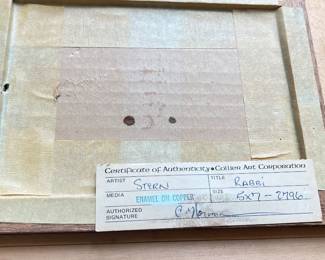 Certificate of Authenticity • Collier Art Corporation
ARTIST STERN TITLE RABBI
MEDIA ENAMEL ON COPPER SIZE 5x7-2796
AUTHORIZED
SIGNATURE